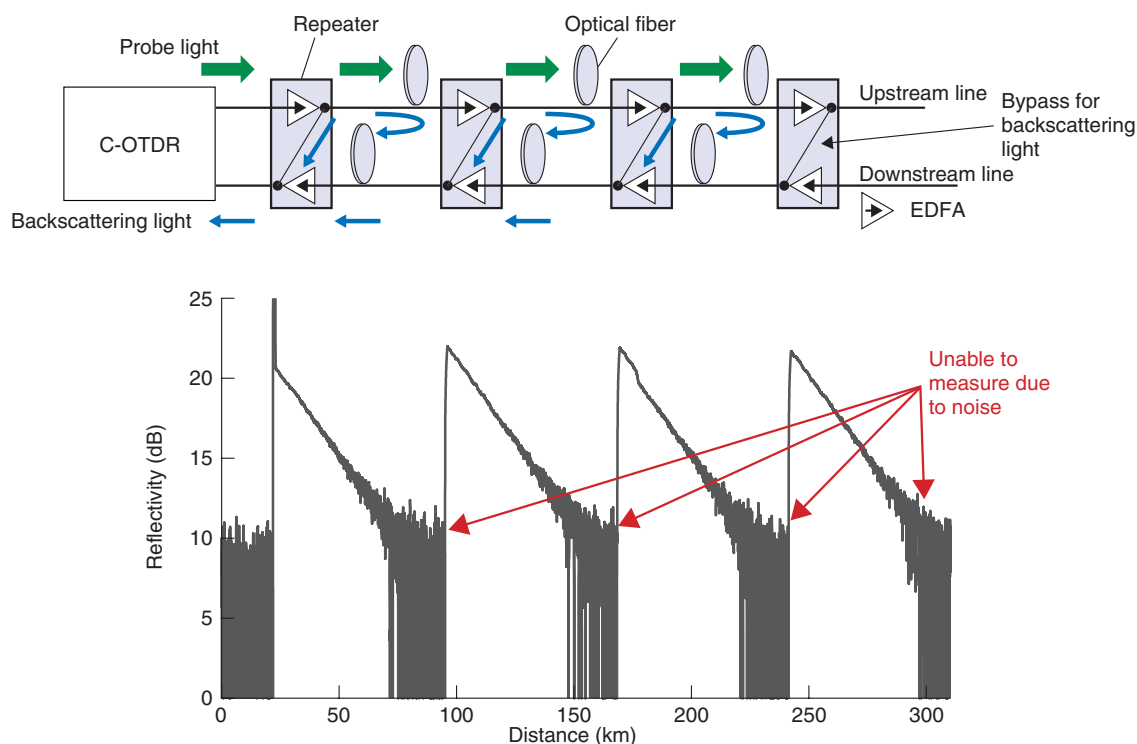 Repeater
Optical fiber
Probe light
C-OTDR
Upstream line
Bypass for
backscattering
light
Downstream line
Backscattering light
EDFA
25
20
15
10
5
0
Reflectivity (dB)
Unable to
measure due
to noise
0
50
100
150
200
250
300
Distance (km)